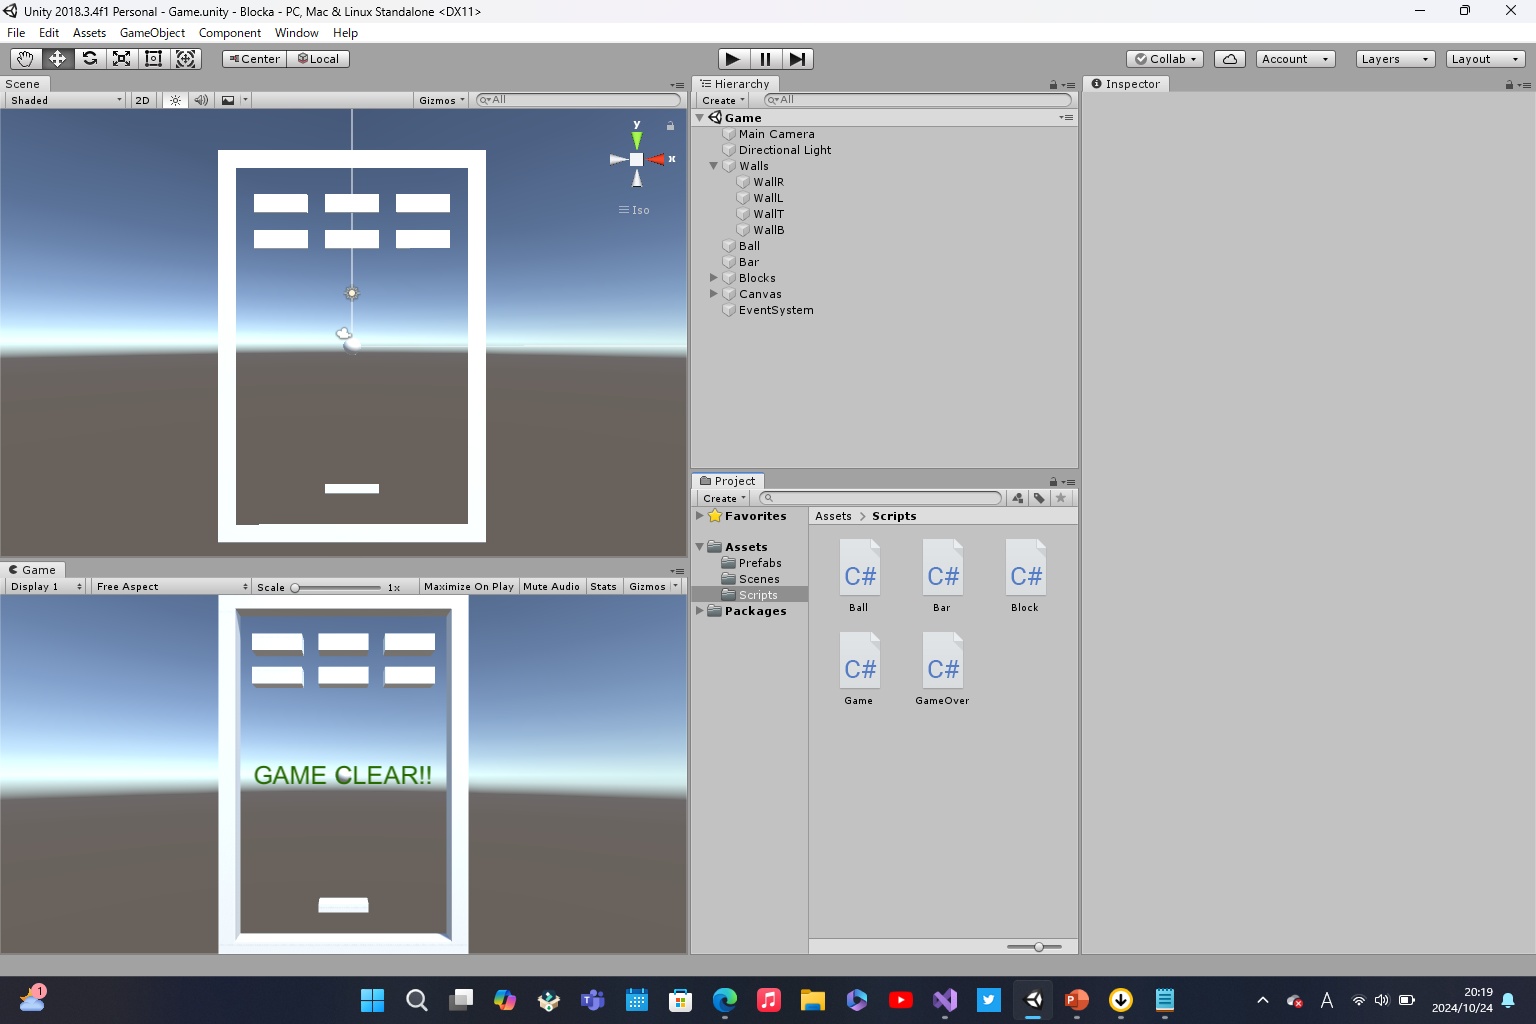 Unity 2018.3.4f1 Personal - Game.unity - Blocka - PC, Mac & Linux Standalone <DX11>
File Edit Assets GameObject Component Window Help
Center Local Collab Account Layers Layout
Scene
Shaded 2D Gizmos All
y
x
Iso
Hierarchy
Create All
Game
Main Camera
Directional Light
Walls
WallR
WallL
WallT
WallB
Ball
Bar
Blocks
Canvas
EventSystem
Inspector
Game
Display 1 Free Aspect Scale 1x Maximize On Play Mute Audio Stats Gizmos
GAME CLEAR!!
Project
Create
Favorites
Assets
Prefabs
Scenes
Scripts
Packages
Assets > Scripts
C# C# C#
Ball Bar Block
C# C#
Game GameOver
1
A
20:19
2024/10/24